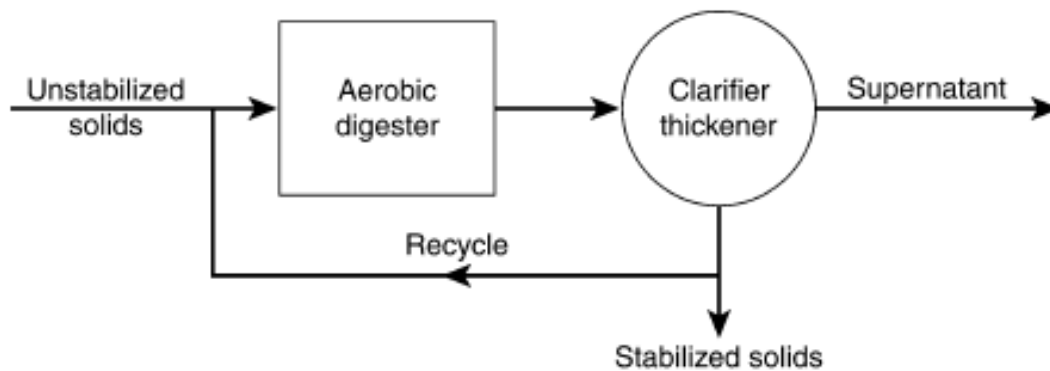 Unstabilized
solids
Aerobic
digester
Clarifier
thickener
Supernatant
Recycle
Stabilized solids